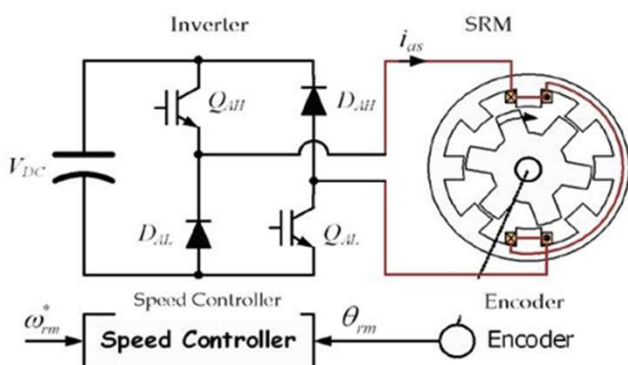 Inverter
SRM
i_as
Q_AH
D_AH
V_DC
D_AL
Q_AL
Speed Controller
Encoder
ω*_rm
Speed Controller
θ_rm
Encoder